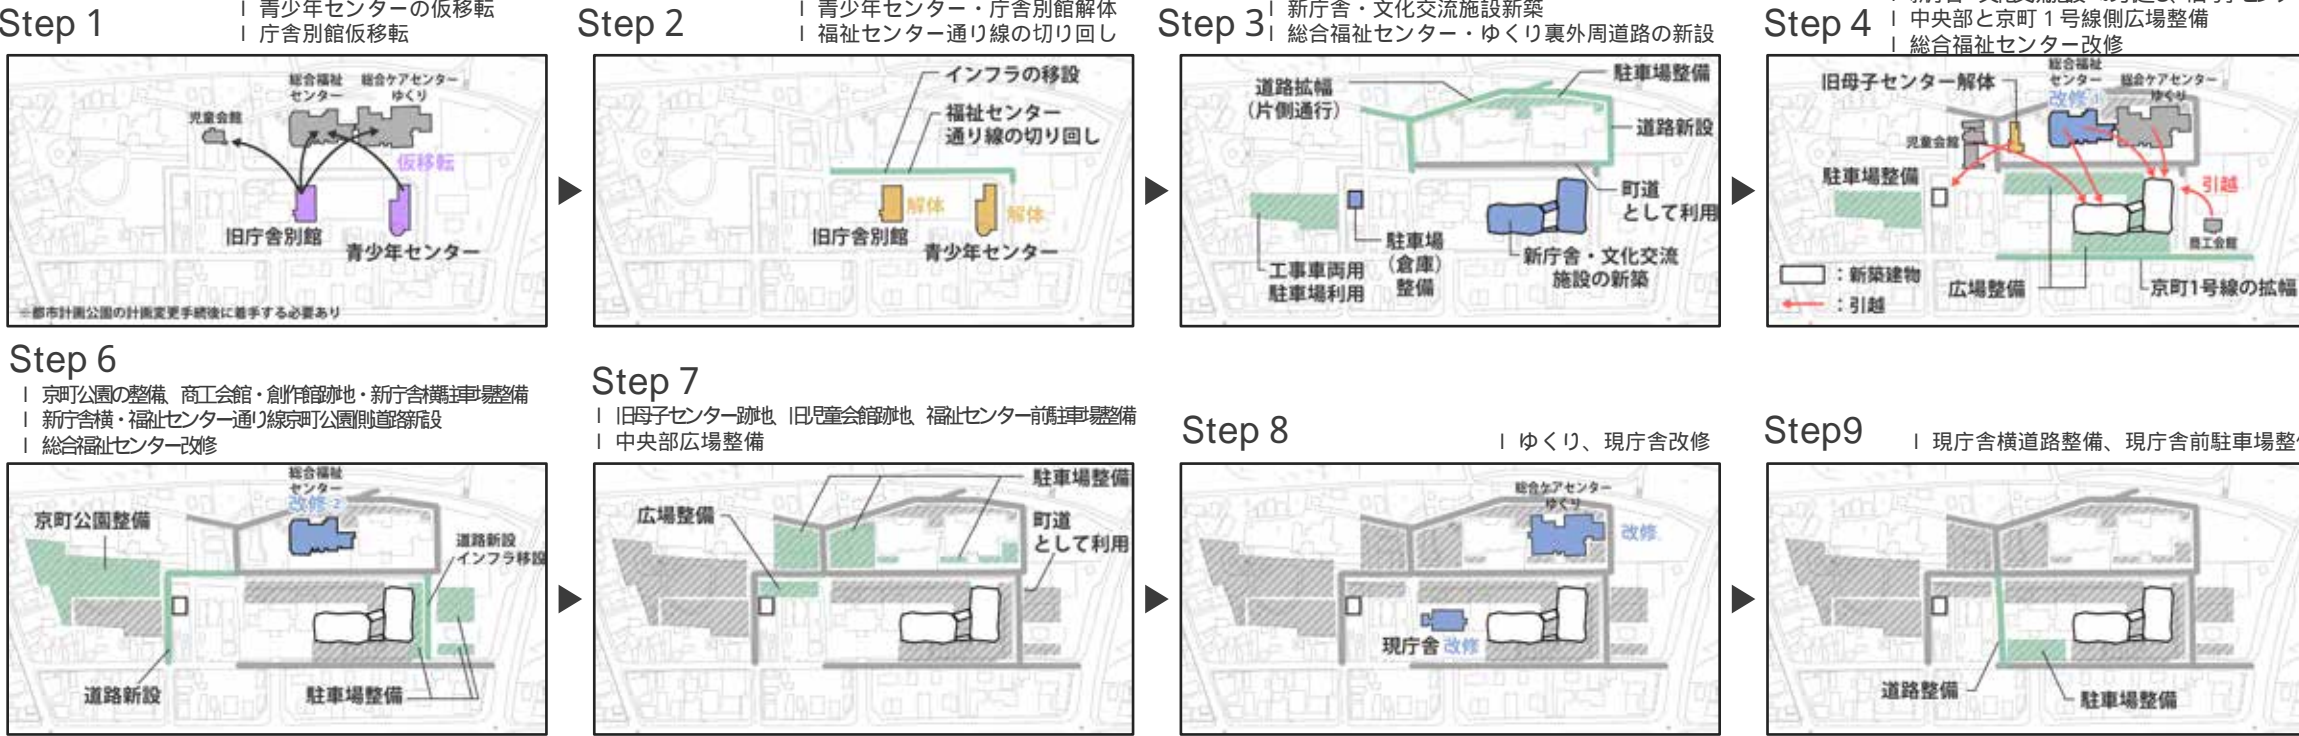 Step 1
| 青少年センターの仮移転
| 庁舎別館仮移転
総合福祉
センター
総合ケアセンター
ゆくり
児童会館
仮移転
旧庁舎別館
青少年センター
※都市計画公園の計画変更手続後に着手する必要あり
Step 2
| 青少年センター・庁舎別館解体
| 福祉センター通り線の切り回し
インフラの移設
福祉センター
通り線の切り回し
解体
解体
旧庁舎別館
青少年センター
Step 3
| 新庁舎・文化交流施設新築
| 総合福祉センター・ゆくり裏外周道路の新設
道路拡幅
(片側通行)
駐車場整備
道路新設
町道
として利用
駐車場
(倉庫)
整備
工事車両用
駐車場利用
新庁舎・文化交流
施設の新築
Step 4
| 中央部と京町1号線側広場整備
| 総合福祉センター改修
旧母子センター解体
総合福祉
センター
改修-1
総合ケアセンター
ゆくり
児童会館
駐車場整備
引越
商工会館
:新築建物
:引越
広場整備
京町1号線の拡幅
Step 6
| 京町公園の整備、商工会館・創作館跡地・新庁舎横駐車場整備
| 新庁舎横・福祉センター通り線京町公園側道路新設
| 総合福祉センター改修
総合福祉
センター
改修-2
京町公園整備
道路新設
インフラ移設
道路新設
駐車場整備
Step 7
| 旧母子センター跡地、旧児童会館跡地、福祉センター前駐車場整備
| 中央部広場整備
駐車場整備
広場整備
町道
として利用
Step 8
| ゆくり、現庁舎改修
総合ケアセンター
ゆくり
改修
現庁舎 改修
Step9
| 現庁舎横道路整備、現庁舎前駐車場整
道路整備
駐車場整備